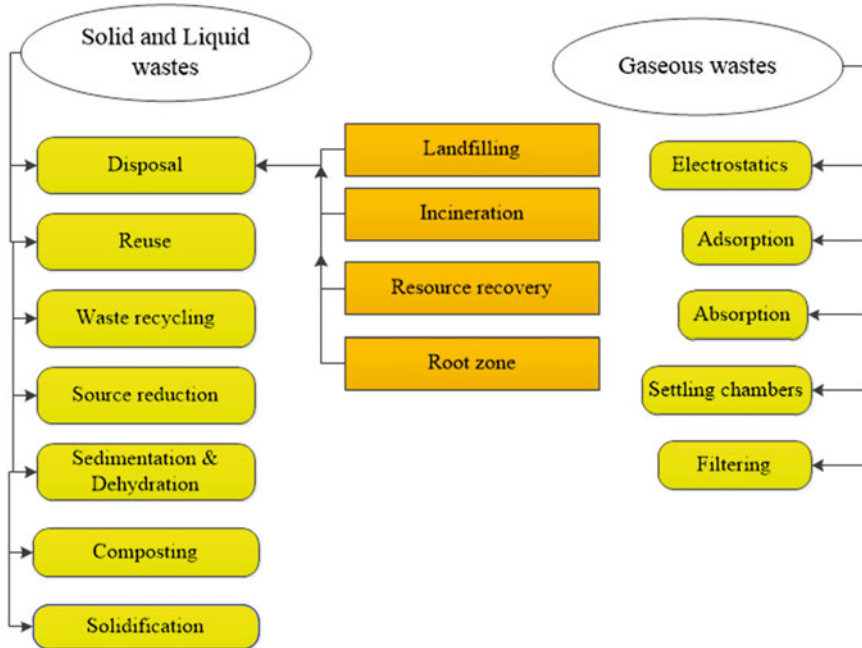 Solid and Liquid
wastes
Disposal
Reuse
Waste recycling
Source reduction
Sedimentation &
Dehydration
Composting
Solidification
Landfilling
Incineration
Resource recovery
Root zone
Gaseous wastes
Electrostatics
Adsorption
Absorption
Settling chambers
Filtering